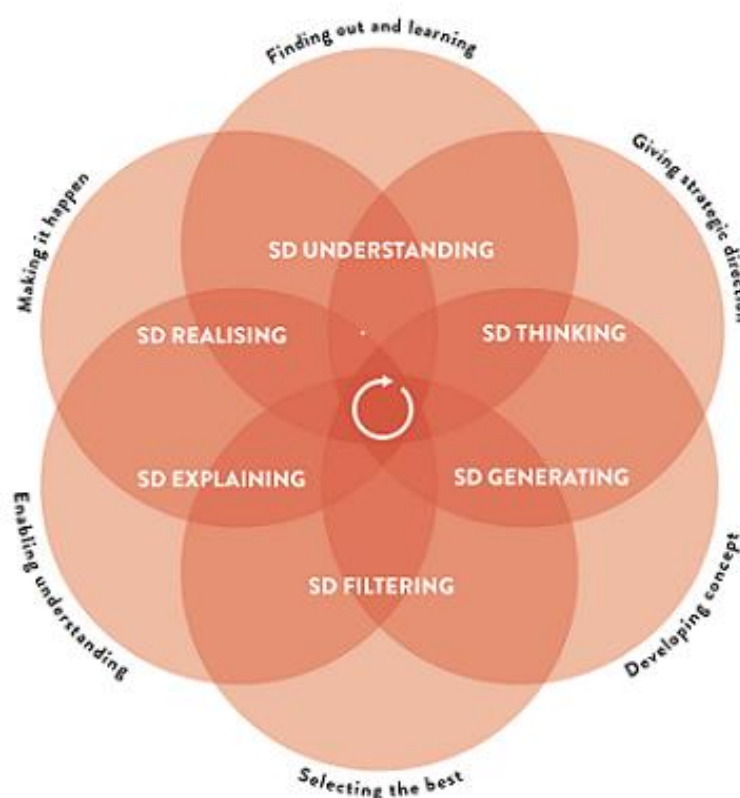 Finding out and learning
Giving strategic direction
Making it happen
SD UNDERSTANDING
SD REALISING
SD THINKING
SD EXPLAINING
SD GENERATING
SD FILTERING
Enabling understanding
Developing concept
Selecting the best